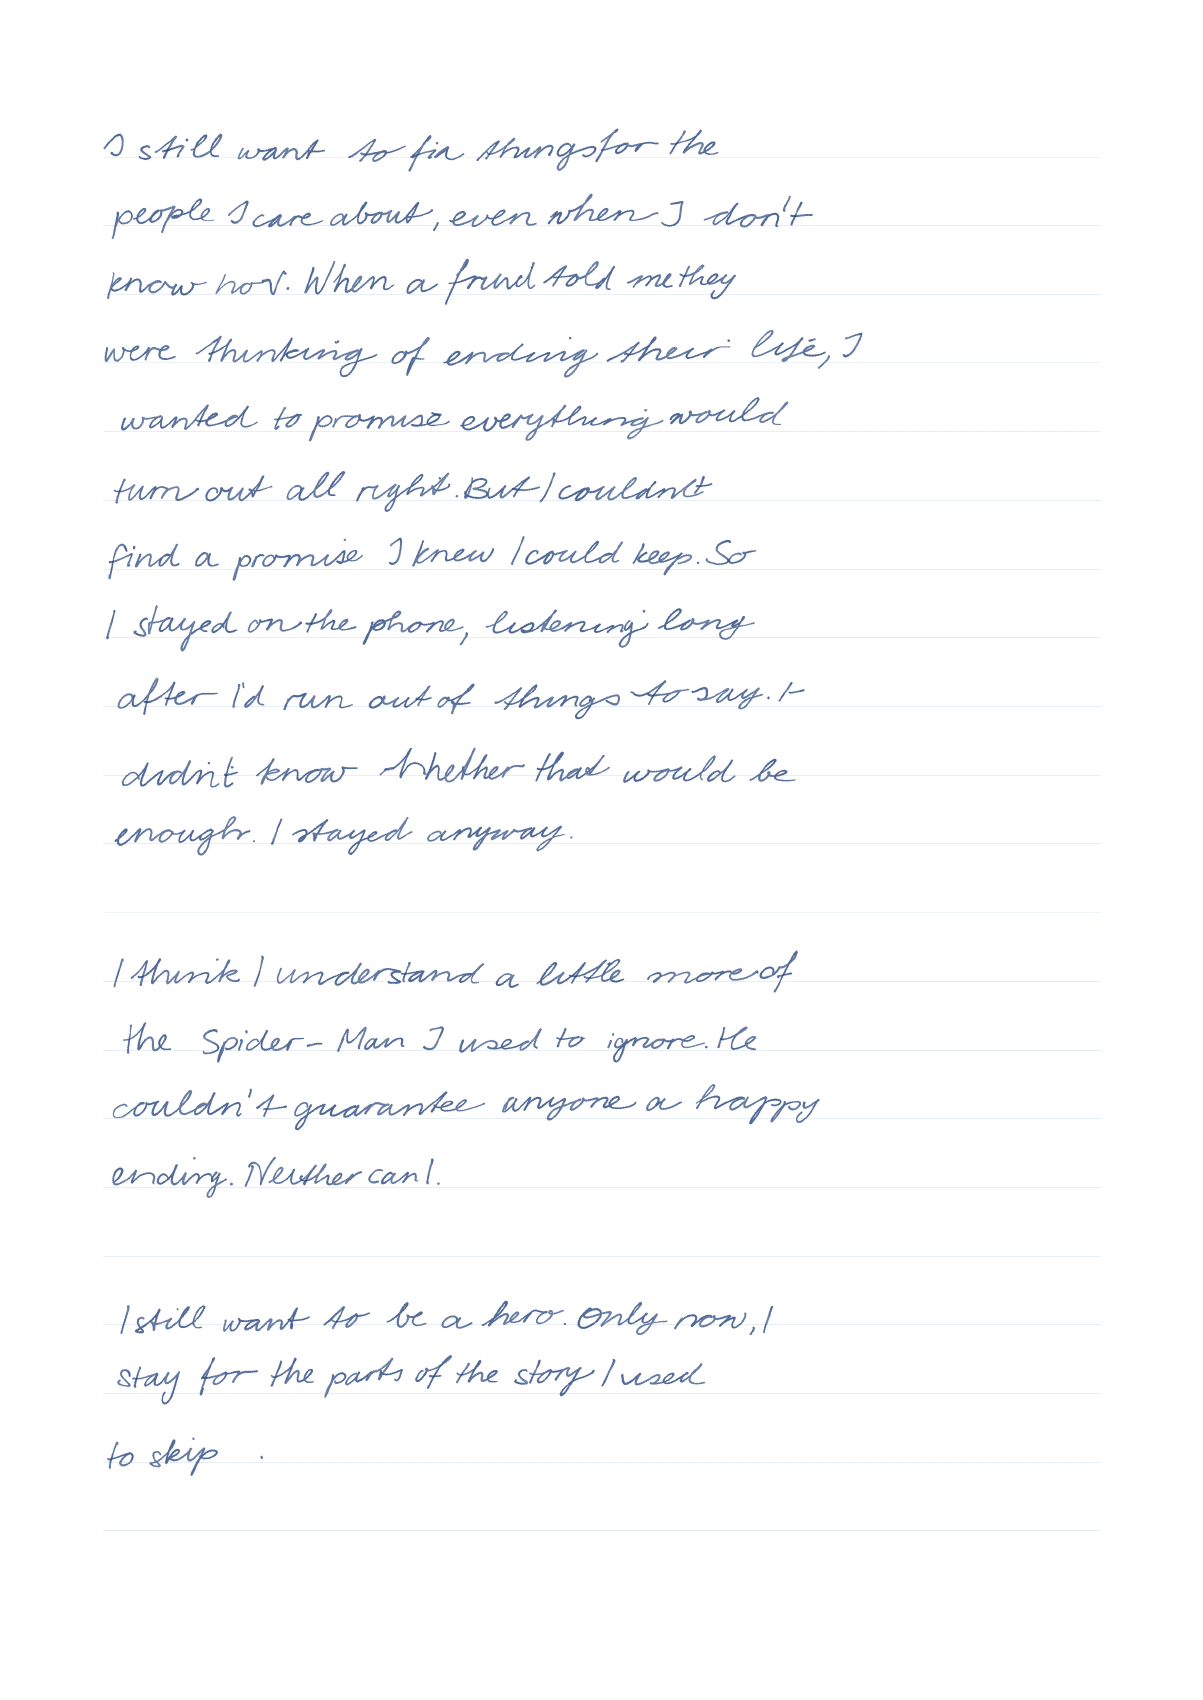 I still want to fix things for the
people I care about, even when I don't
know how. When a friend told me they
were thinking of ending their life, I
wanted to promise everything would
turn out all right. But I couldn't
find a promise I knew I could keep. So
I stayed on the phone, listening long
after I'd run out of things to say. I
didn't know whether that would be
enough. I stayed anyway.
I think I understand a little more of
the Spider-Man I used to ignore. He
couldn't guarantee anyone a happy
ending. Neither can I.
I still want to be a hero. Only now, I
stay for the parts of the story I used
to skip.